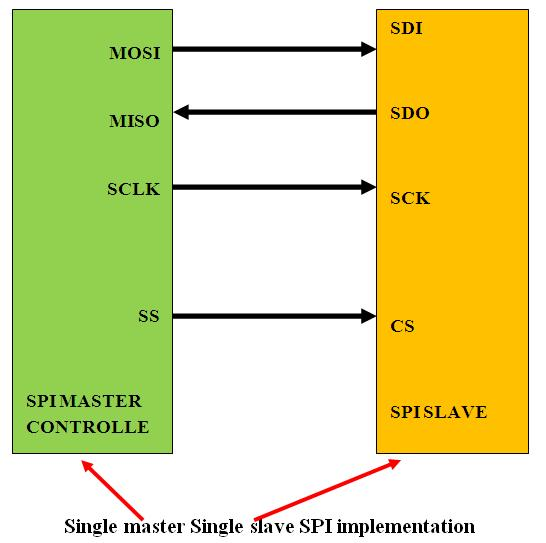 MOSI
MISO
SCLK
SS
SPI MASTER
CONTROLLE
SDI
SDO
SCK
CS
SPI SLAVE
Single master Single slave SPI implementation